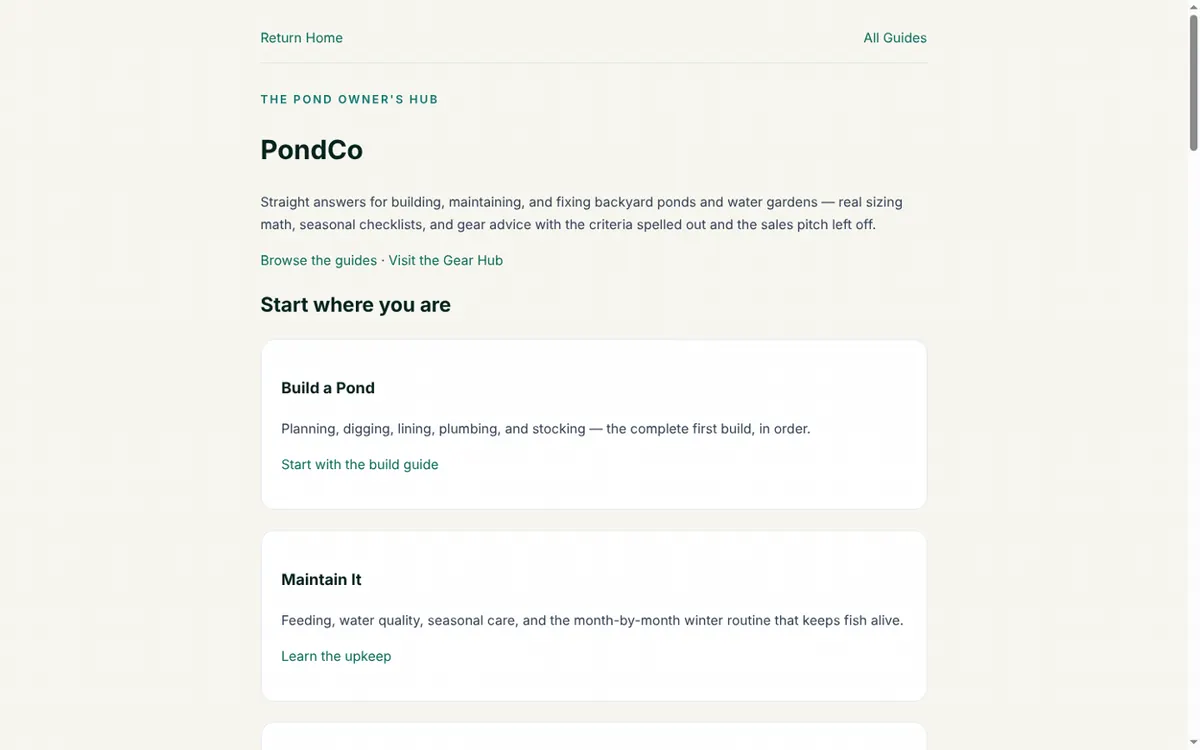 Return Home
All Guides
THE POND OWNER'S HUB
PondCo
Straight answers for building, maintaining, and fixing backyard ponds and water gardens — real sizing
math, seasonal checklists, and gear advice with the criteria spelled out and the sales pitch left off.
Browse the guides · Visit the Gear Hub
Start where you are
Build a Pond
Planning, digging, lining, plumbing, and stocking — the complete first build, in order.
Start with the build guide
Maintain It
Feeding, water quality, seasonal care, and the month-by-month winter routine that keeps fish alive.
Learn the upkeep